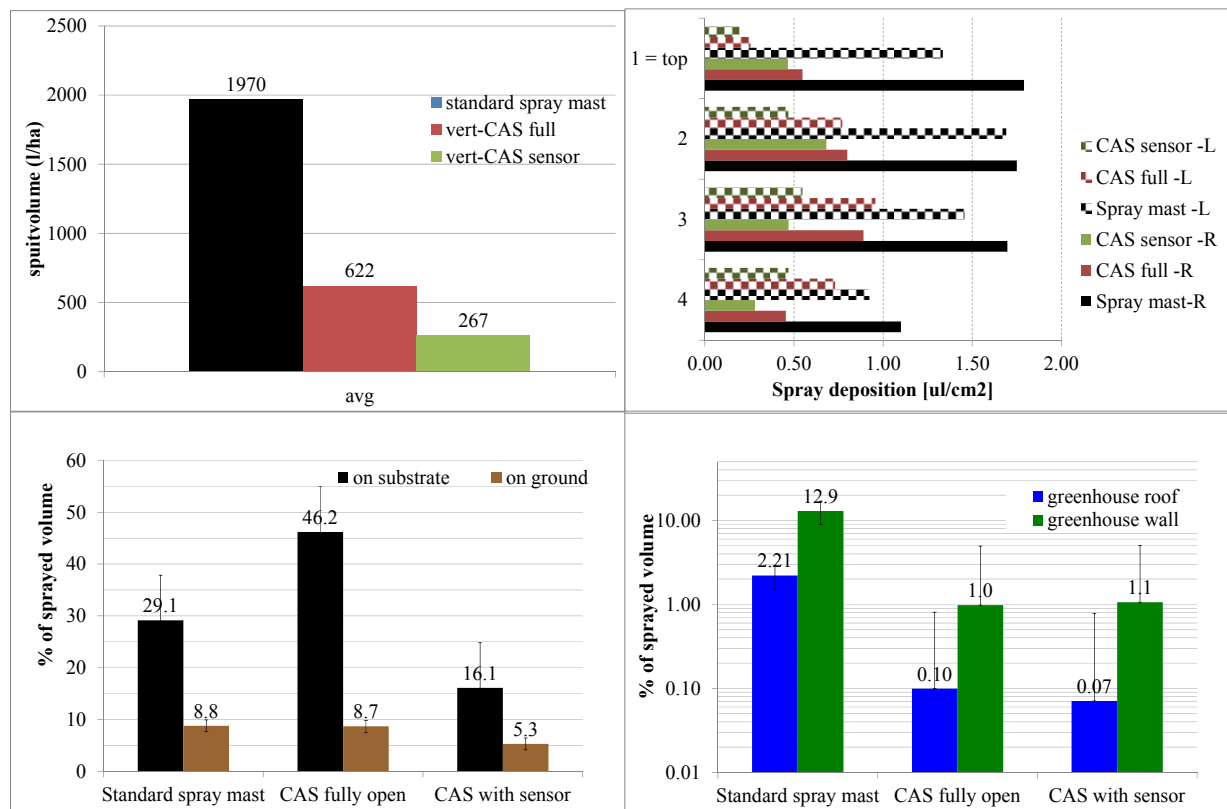 2500
2000
1500
1000
500
0
spuitvolume (l/ha)
1970
622
267
avg
standard spray mast
vert-CAS full
vert-CAS sensor
1 = top
2
3
4
0.00 0.50 1.00 1.50 2.00
Spray deposition [ul/cm2]
CAS sensor -L
CAS full -L
Spray mast -L
CAS sensor -R
CAS full -R
Spray mast-R
60
50
40
30
20
10
0
% of sprayed volume
on substrate on ground
29.1
8.8
46.2
8.7
16.1
5.3
Standard spray mast CAS fully open CAS with sensor
10.00
1.00
0.10
0.01
% of sprayed volume
greenhouse roof
greenhouse wall
2.21
12.9
0.10
1.0
0.07
1.1
Standard spray mast CAS fully open CAS with sensor